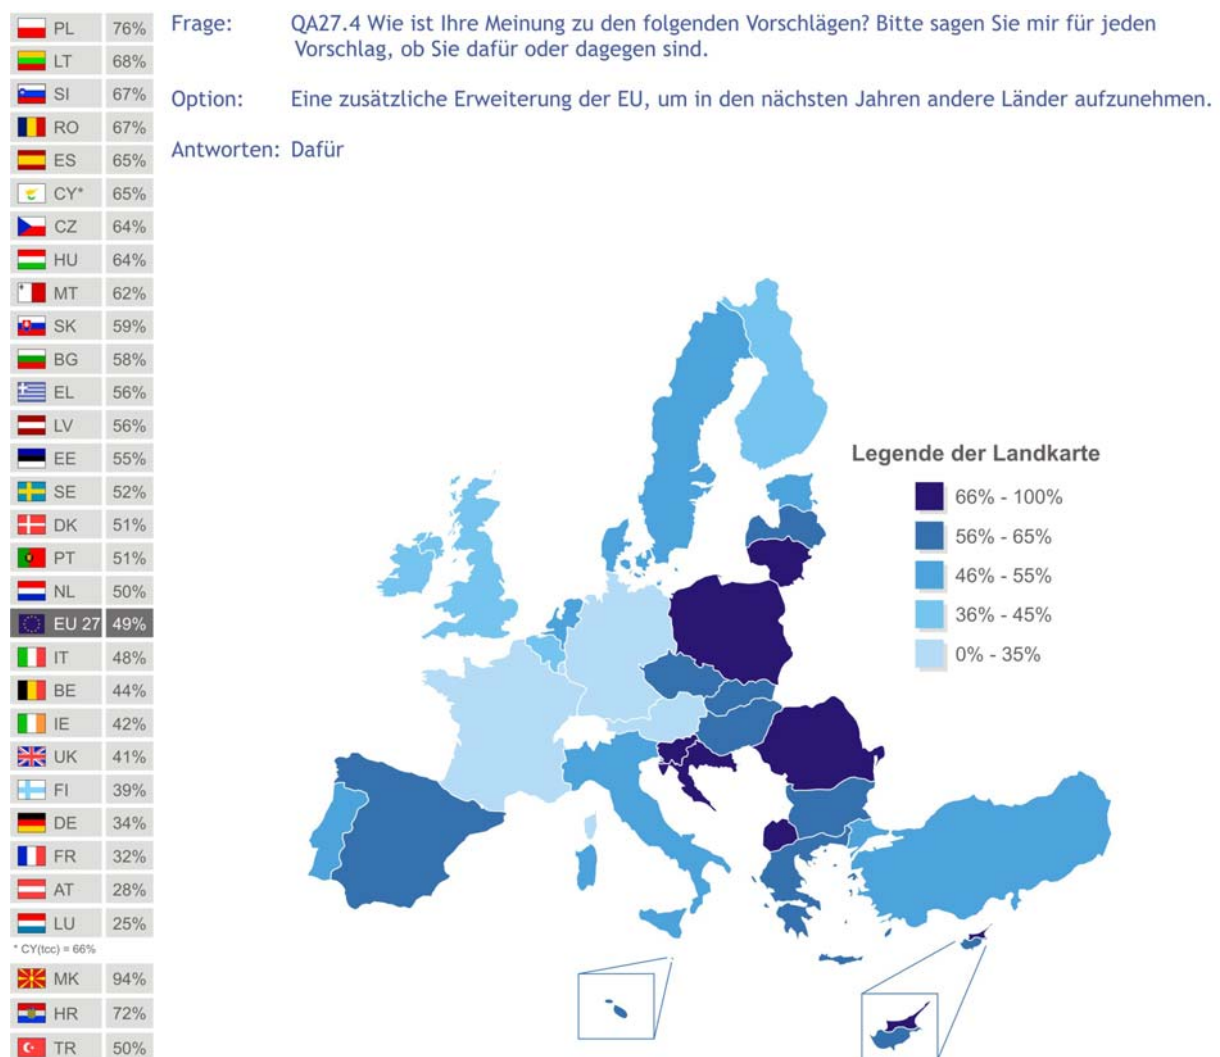 PL 76%
LT 68%
SI 67%
RO 67%
ES 65%
CY* 65%
CZ 64%
HU 64%
MT 62%
SK 59%
BG 58%
EL 56%
LV 56%
EE 55%
SE 52%
DK 51%
PT 51%
NL 50%
EU 27 49%
IT 48%
BE 44%
IE 42%
UK 41%
FI 39%
DE 34%
FR 32%
AT 28%
LU 25%
* CY(tcc) = 66%
MK 94%
HR 72%
TR 50%
Frage: QA27.4 Wie ist Ihre Meinung zu den folgenden Vorschlägen? Bitte sagen Sie mir für jeden
Vorschlag, ob Sie dafür oder dagegen sind.
Option: Eine zusätzliche Erweiterung der EU, um in den nächsten Jahren andere Länder aufzunehmen.
Antworten: Dafür
Legende der Landkarte
66% - 100%
56% - 65%
46% - 55%
36% - 45%
0% - 35%